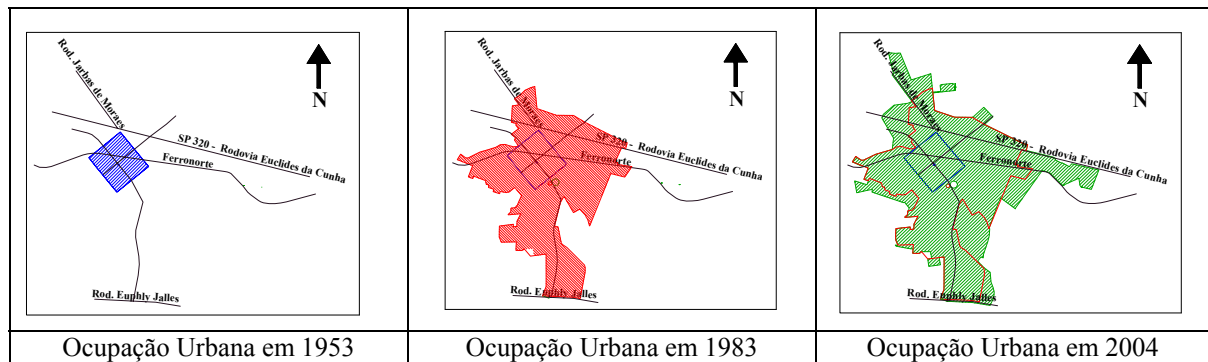 Rod. Jarbas de Moraes
N
SP 320 - Rodovia Euclides da Cunha
Ferronorte
Rod. Euphly Jalles
Ocupação Urbana em 1953
Rod. Jarbas de Moraes
N
SP 320 - Rodovia Euclides da Cunha
Ferronorte
Rod. Euphly Jalles
Ocupação Urbana em 1983
Rod. Jarbas de Moraes
N
SP 320 - Rodovia Euclides da Cunha
Ferronorte
Rod. Euphly Jalles
Ocupação Urbana em 2004